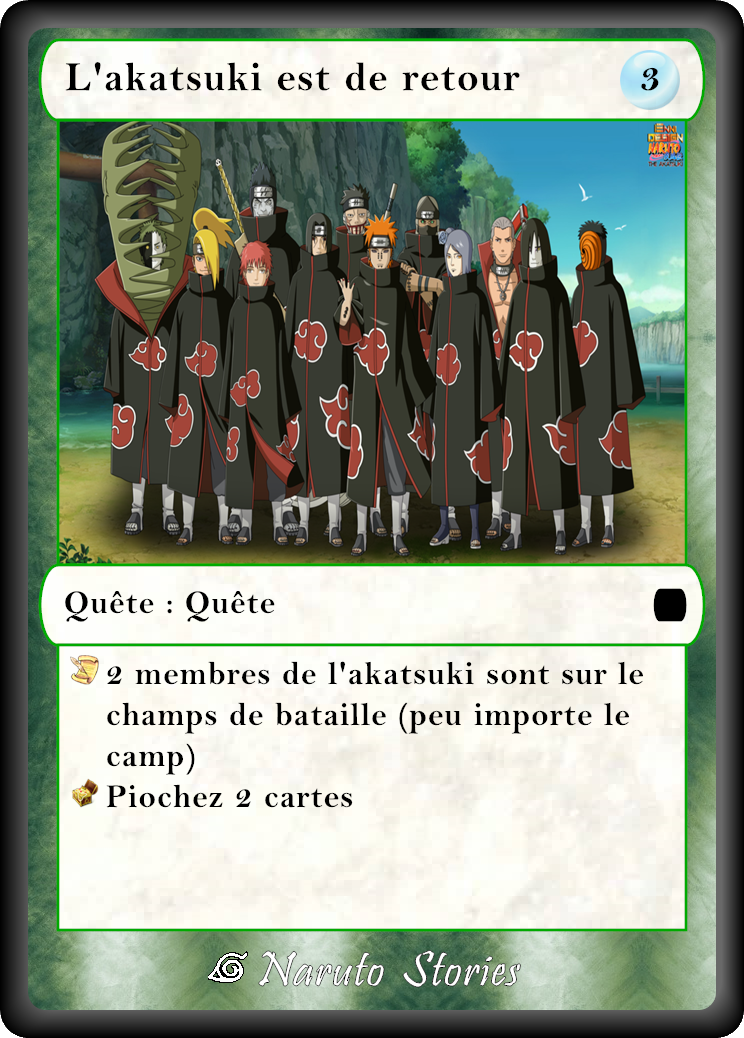 L'akatsuki est de retour
3
Quête : Quête
2 membres de l'akatsuki sont sur le
champs de bataille (peu importe le
camp)
Piochez 2 cartes
Naruto Stories